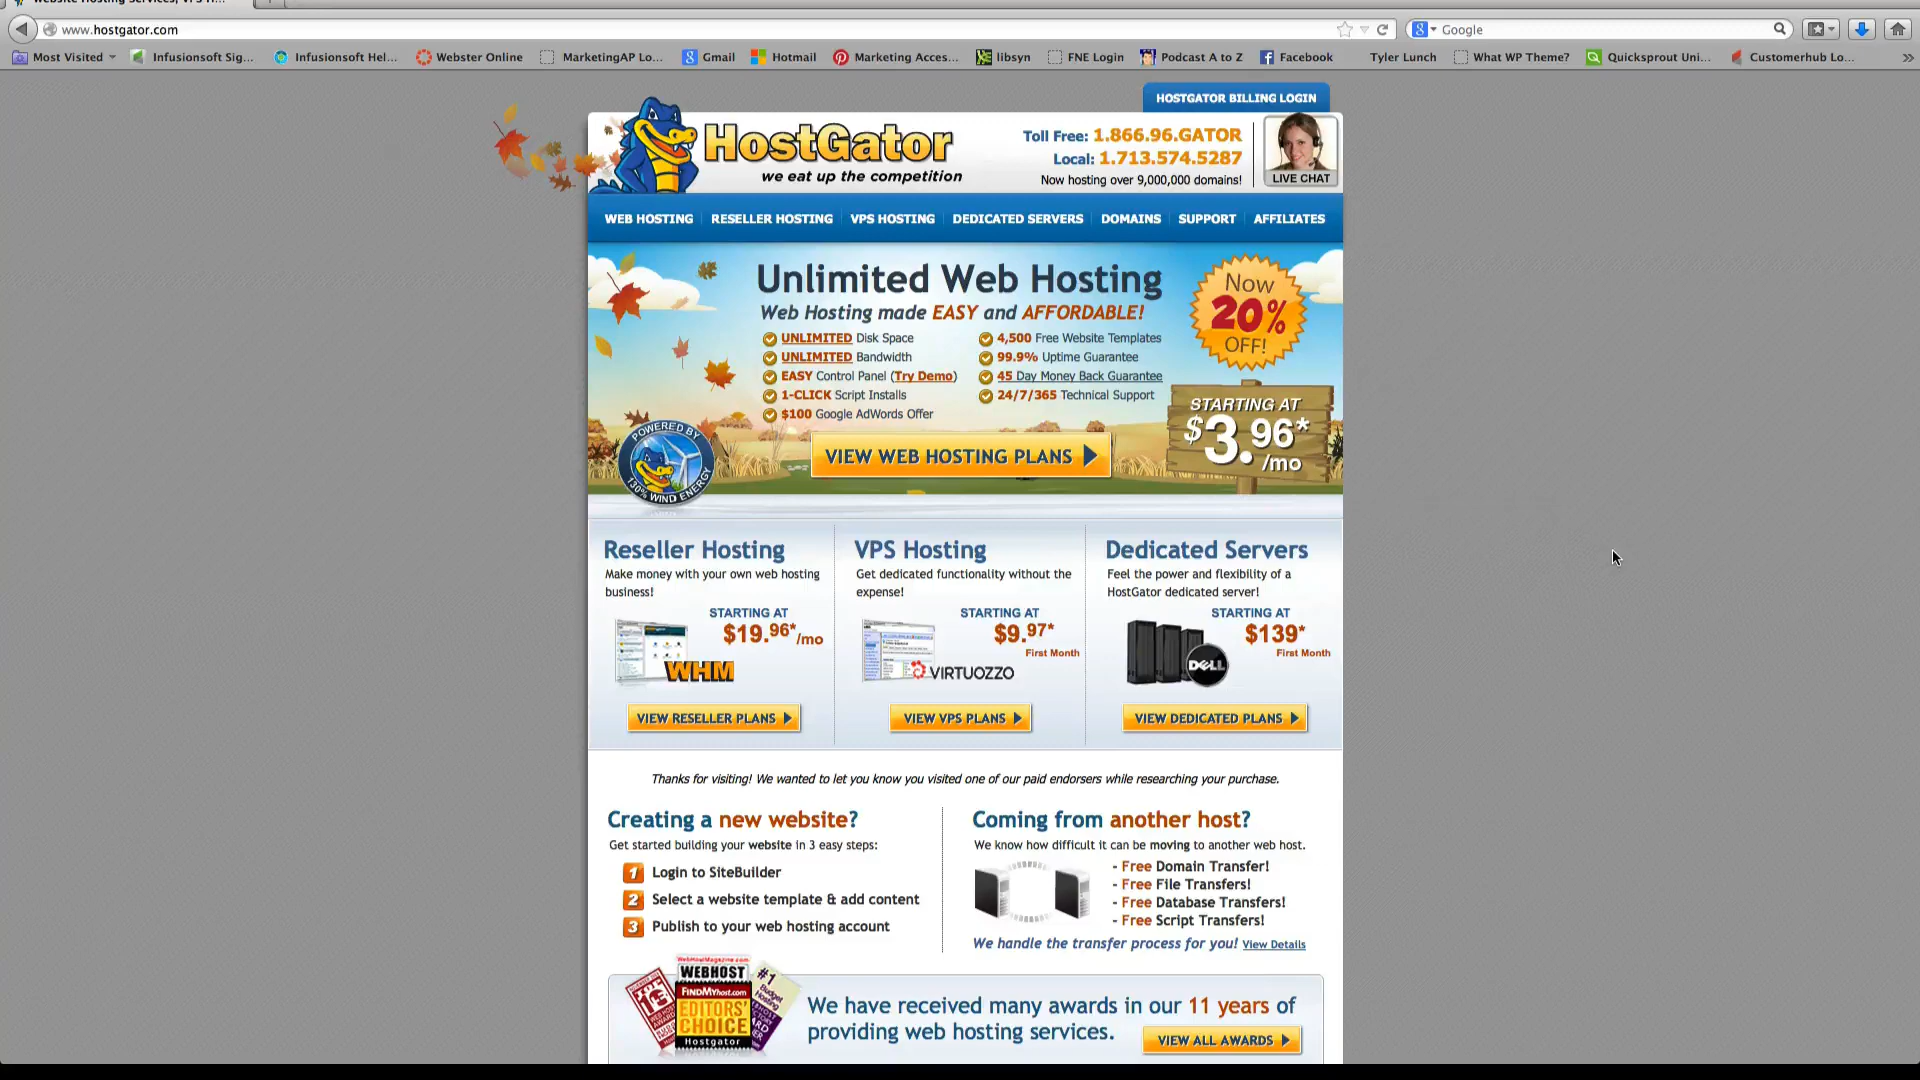 www.hostgator.com
Google
Most Visited
Infusionsoft Sig...
Infusionsoft Hel...
Webster Online
MarketingAP Lo...
Gmail
Hotmail
Marketing Acces...
libsyn
FNE Login
Podcast A to Z
Facebook
Tyler Lunch
What WP Theme?
Quicksprout Uni...
Customerhub Lo...
HOSTGATOR BILLING LOGIN
HostGator
we eat up the competition
Toll Free: 1.866.96.GATOR
Local: 1.713.574.5287
Now hosting over 9,000,000 domains!
LIVE CHAT
WEB HOSTING
RESELLER HOSTING
VPS HOSTING
DEDICATED SERVERS
DOMAINS
SUPPORT
AFFILIATES
Unlimited Web Hosting
Web Hosting made EASY and AFFORDABLE!
UNLIMITED Disk Space
UNLIMITED Bandwidth
EASY Control Panel (Try Demo)
1-CLICK Script Installs
$100 Google AdWords Offer
4,500 Free Website Templates
99.9% Uptime Guarantee
45 Day Money Back Guarantee
24/7/365 Technical Support
Now
20%
OFF!
STARTING AT
$3.96*
/mo
VIEW WEB HOSTING PLANS
POWERED BY
130% WIND ENERGY
Reseller Hosting
Make money with your own web hosting
business!
STARTING AT
$19.96*/mo
WHM
VIEW RESELLER PLANS
VPS Hosting
Get dedicated functionality without the
expense!
STARTING AT
$9.97*
First Month
VIRTUOZZO
VIEW VPS PLANS
Dedicated Servers
Feel the power and flexibility of a
HostGator dedicated server!
STARTING AT
$139*
First Month
DELL
VIEW DEDICATED PLANS
Thanks for visiting! We wanted to let you know you visited one of our paid endorsers while researching your purchase.
Creating a new website?
Get started building your website in 3 easy steps:
1 Login to SiteBuilder
2 Select a website template & add content
3 Publish to your web hosting account
Coming from another host?
We know how difficult it can be moving to another web host.
- Free Domain Transfer!
- Free File Transfers!
- Free Database Transfers!
- Free Script Transfers!
We handle the transfer process for you! View Details
WEBHOST
FINDMYhost.com
EDITORS'
CHOICE
Hostgator
#1
Budget
Hosting
We have received many awards in our 11 years of
providing web hosting services.
VIEW ALL AWARDS